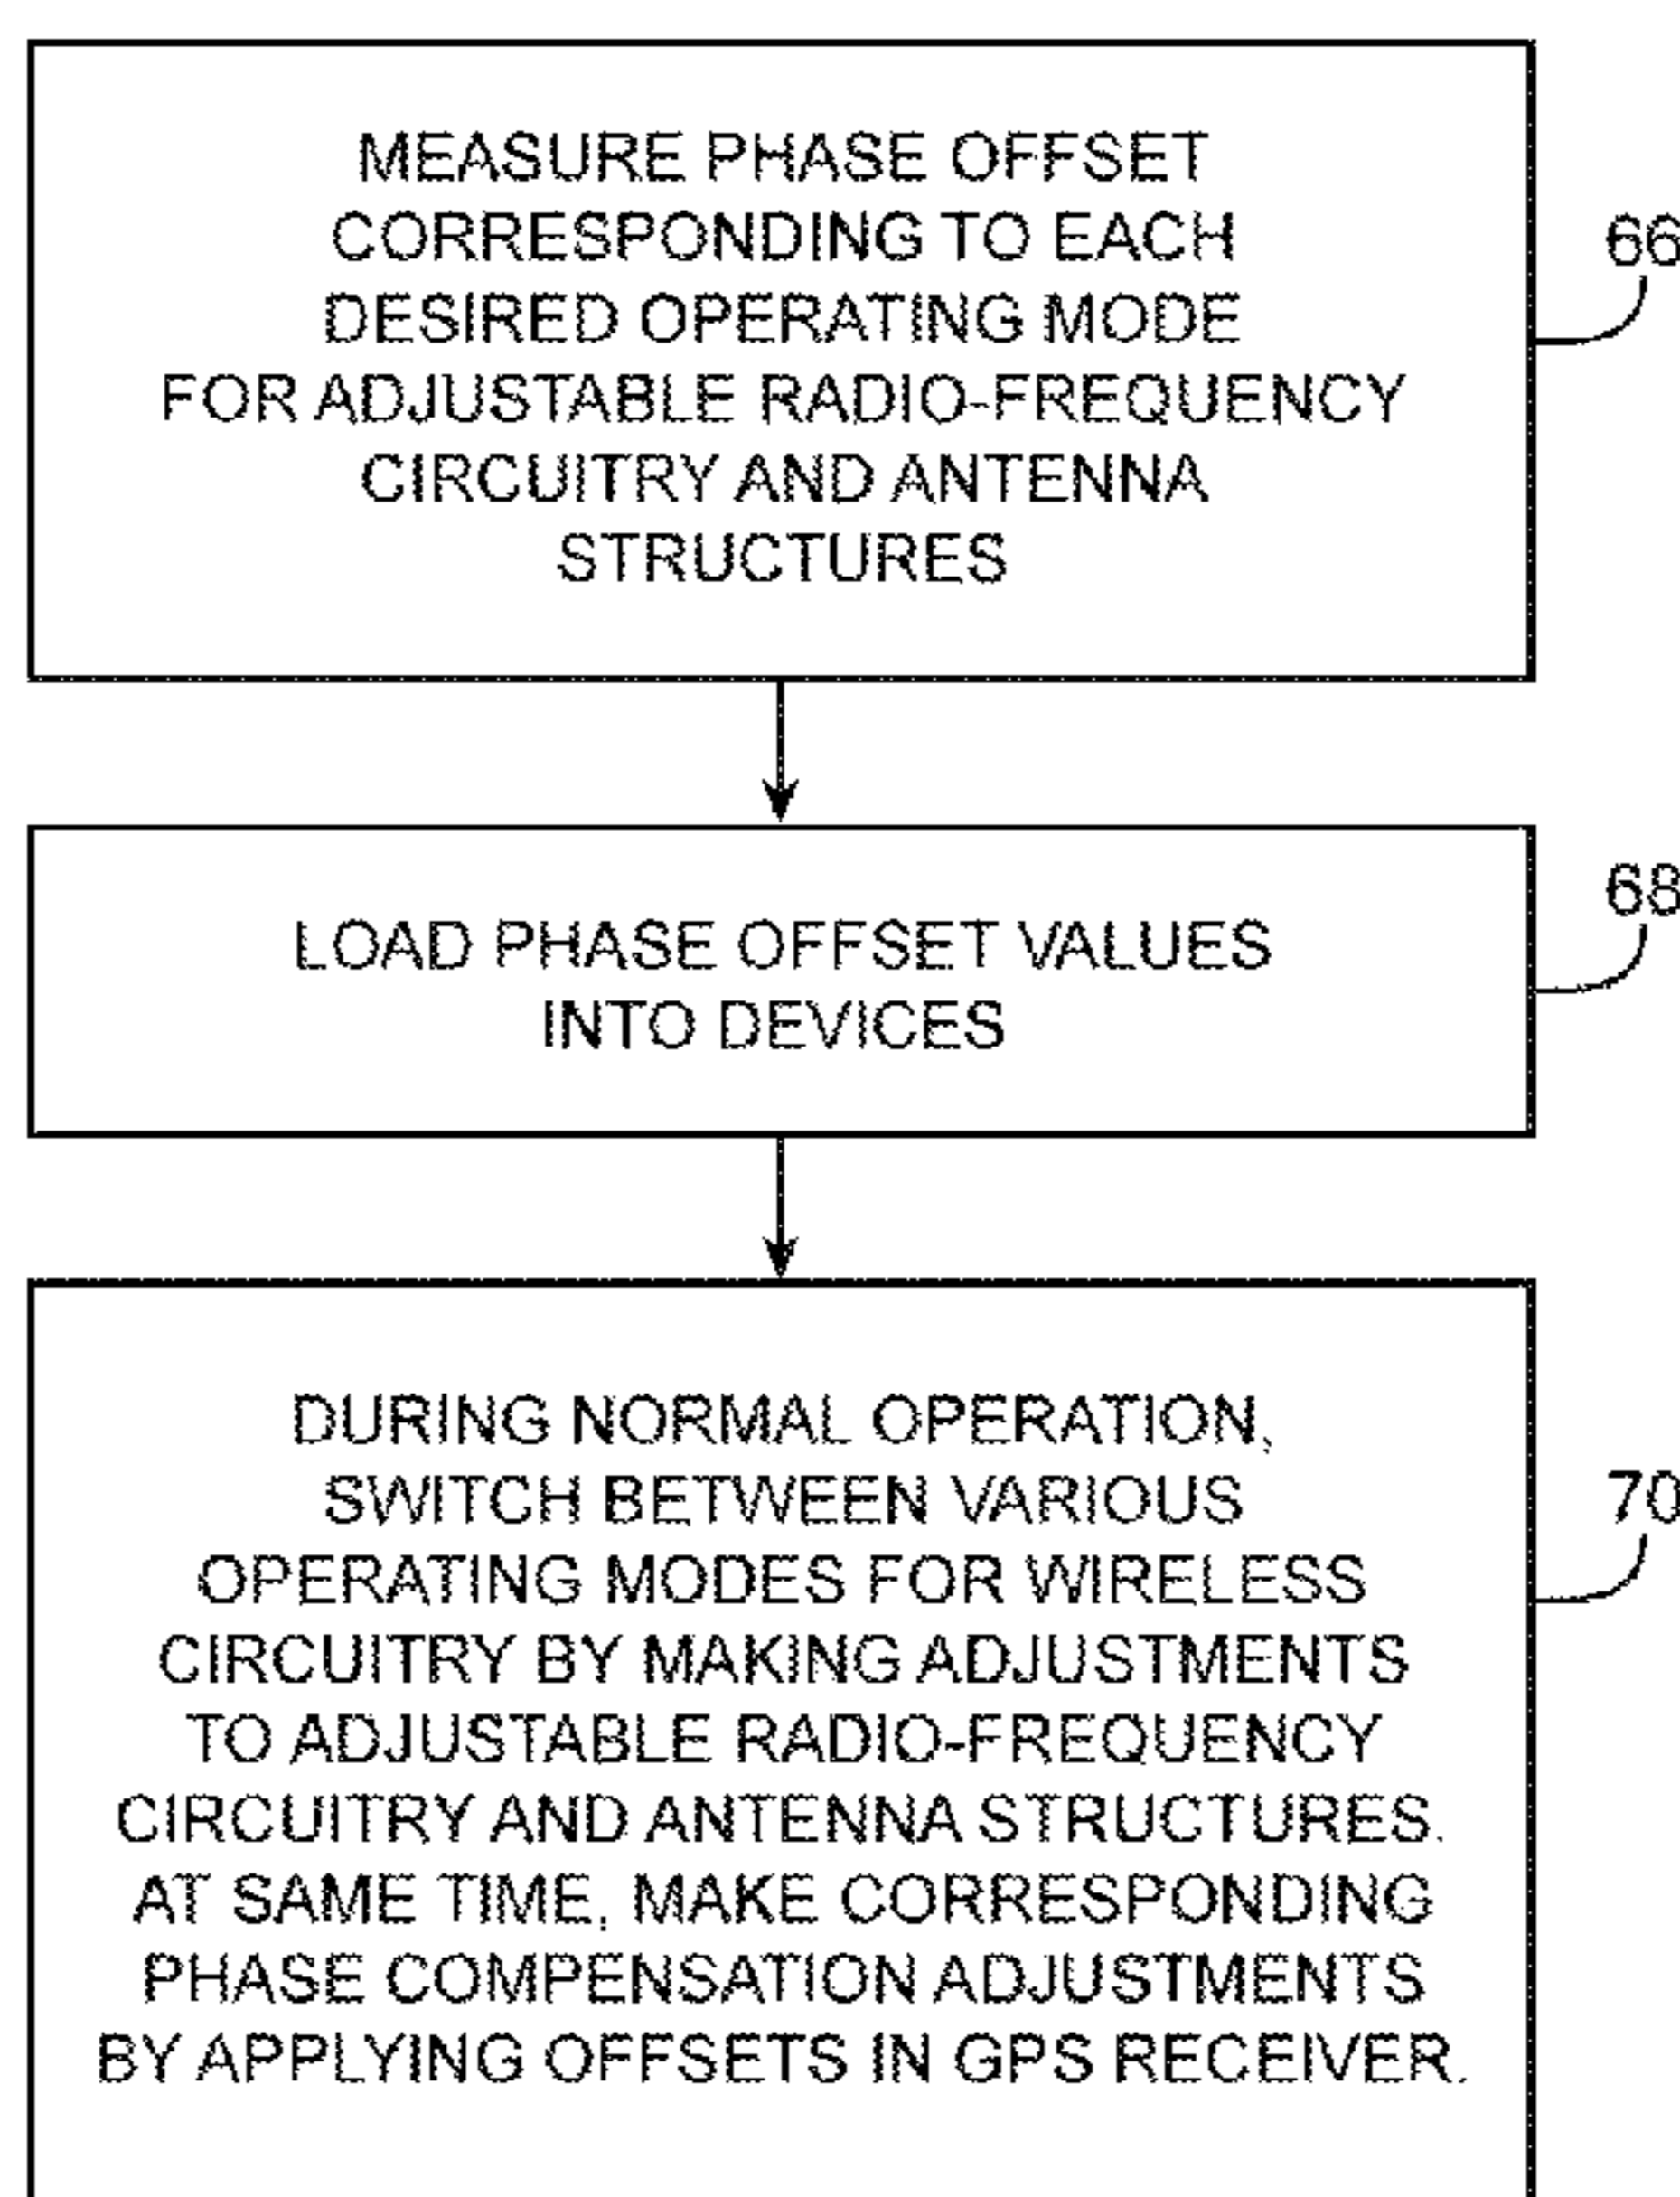 MEASURE PHASE OFFSET
CORRESPONDING TO EACH
DESIRED OPERATING MODE
FOR ADJUSTABLE RADIO-FREQUENCY
CIRCUITRY AND ANTENNA
STRUCTURES
66
LOAD PHASE OFFSET VALUES
INTO DEVICES
68
DURING NORMAL OPERATION,
SWITCH BETWEEN VARIOUS
OPERATING MODES FOR WIRELESS
CIRCUITRY BY MAKING ADJUSTMENTS
TO ADJUSTABLE RADIO-FREQUENCY
CIRCUITRY AND ANTENNA STRUCTURES.
AT SAME TIME, MAKE CORRESPONDING
PHASE COMPENSATION ADJUSTMENTS
BY APPLYING OFFSETS IN GPS RECEIVER.
70